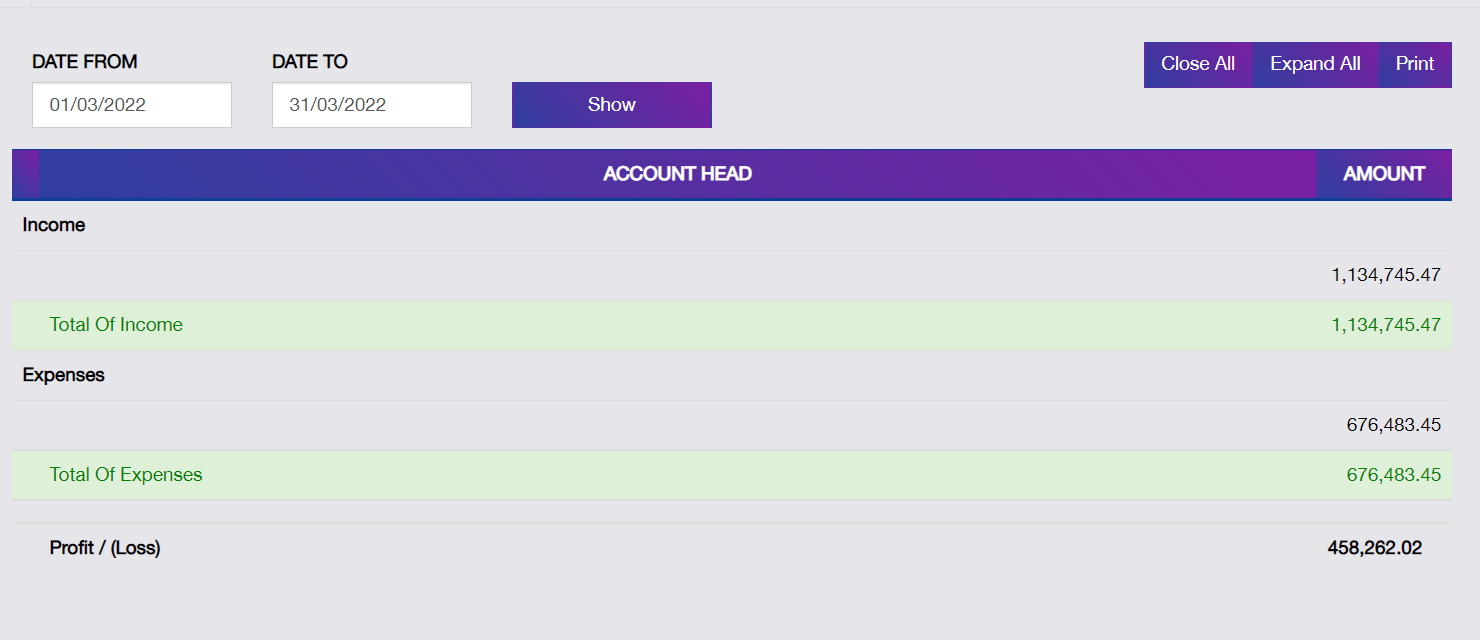 DATE FROM DATE TO
Close All Expand All Print
01/03/2022 31/03/2022 Show
ACCOUNT HEAD AMOUNT
Income
1,134,745.47
Total Of Income 1,134,745.47
Expenses
676,483.45
Total Of Expenses 676,483.45
Profit / (Loss) 458,262.02